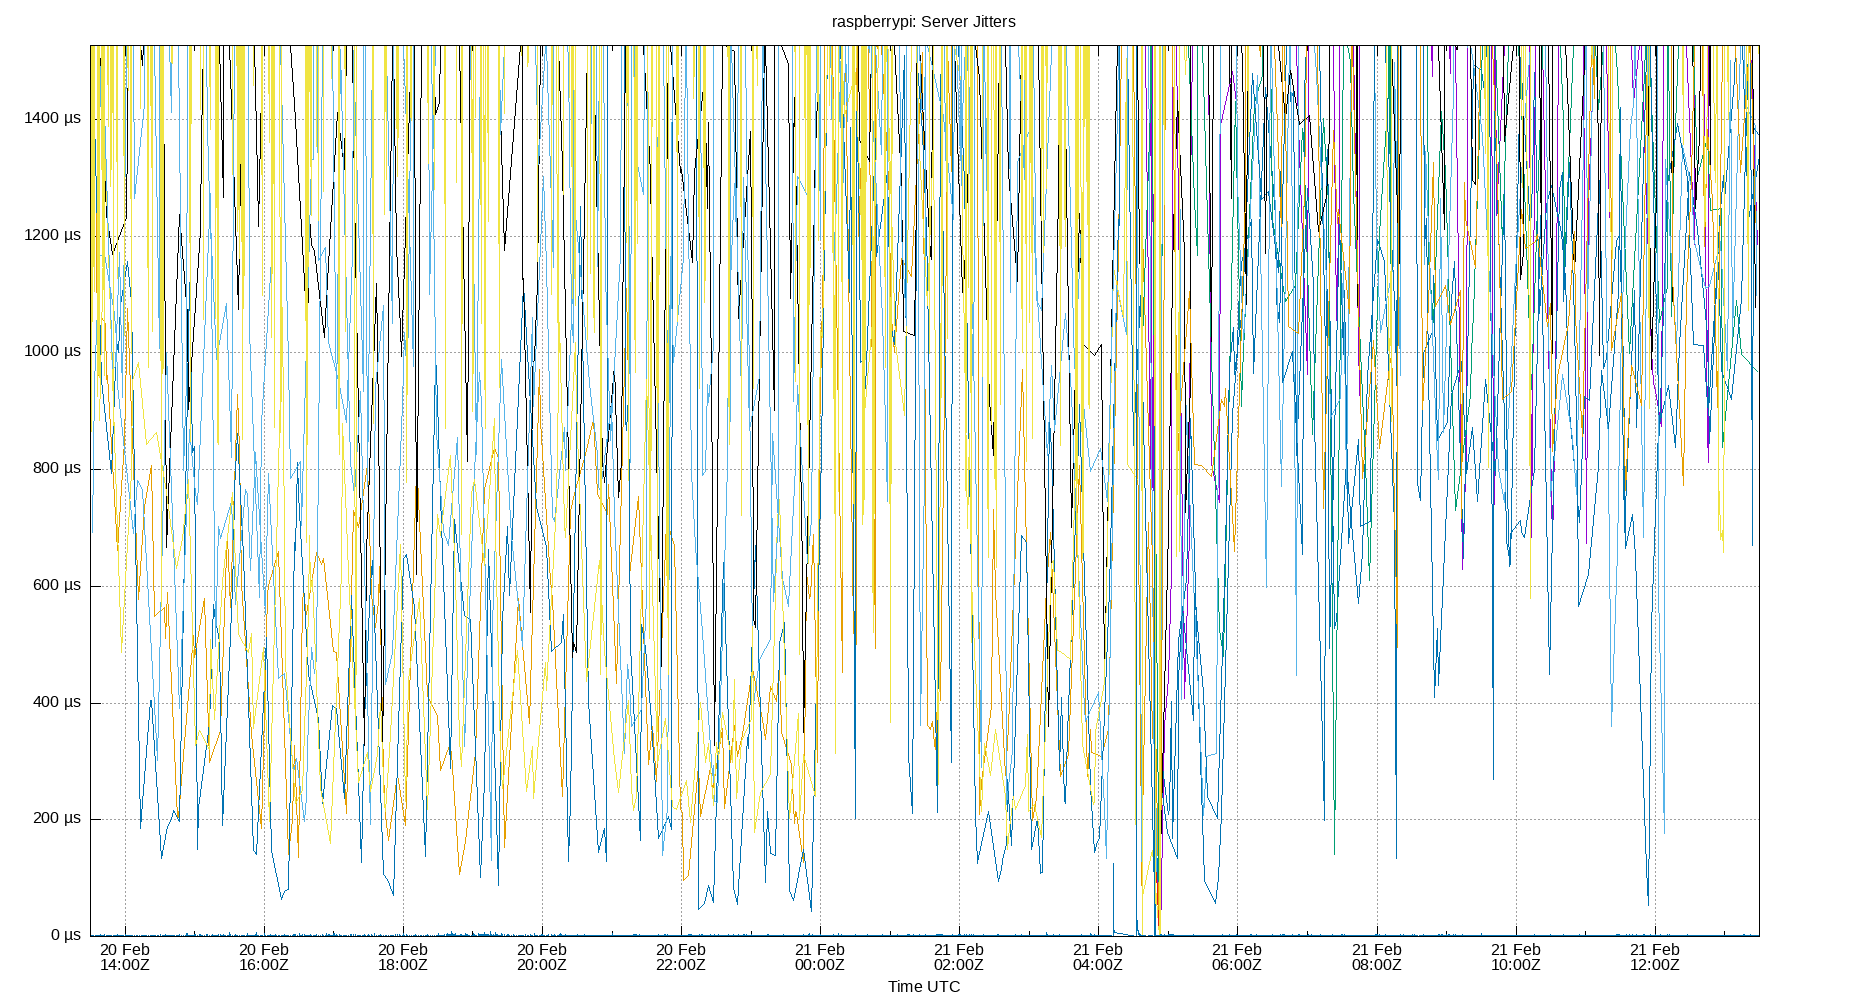 raspberrypi: Server Jitters
1400 µs
1200 µs
1000 µs
800 µs
600 µs
400 µs
200 µs
0 µs
20 Feb 20 Feb 20 Feb 20 Feb 20 Feb 21 Feb 21 Feb 21 Feb 21 Feb 21 Feb 21 Feb 21 Feb
14:00Z 16:00Z 18:00Z 20:00Z 22:00Z 00:00Z 02:00Z 04:00Z 06:00Z 08:00Z 10:00Z 12:00Z
Time UTC